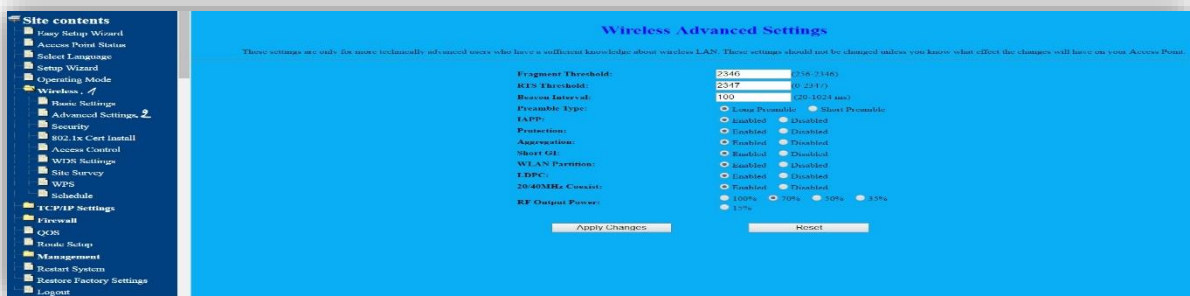 Site contents
Easy Setup Wizard
Access Point Status
Select Language
Setup Wizard
Operating Mode
Wireless, 1
Basic Settings
Advanced Settings, 2
Security
802.1x Cert Install
Access Control
WDS Settings
Site Survey
WPS
Schedule
TCP/IP Settings
Firewall
QOS
Route Setup
Management
Restart System
Restore Factory Settings
Logout
Wireless Advanced Settings
These settings are only for more technically advanced users who have a sufficient knowledge about wireless LAN. These settings should not be changed unless you know what effect the changes will have on your Access Point.
Fragment Threshold: 2346 (256-2346)
RTS Threshold: 2347 (0-2347)
Beacon Interval: 100 (20-1024 ms)
Preamble Type: Long Preamble Short Preamble
IAPP: Enabled Disabled
Protection: Enabled Disabled
Aggregation: Enabled Disabled
Short GI: Enabled Disabled
WLAN Partition: Enabled Disabled
LDPC: Enabled Disabled
20/40MHz Coexist: Enabled Disabled
RF Output Power: 100% 70% 50% 35%
15%
Apply Changes Reset